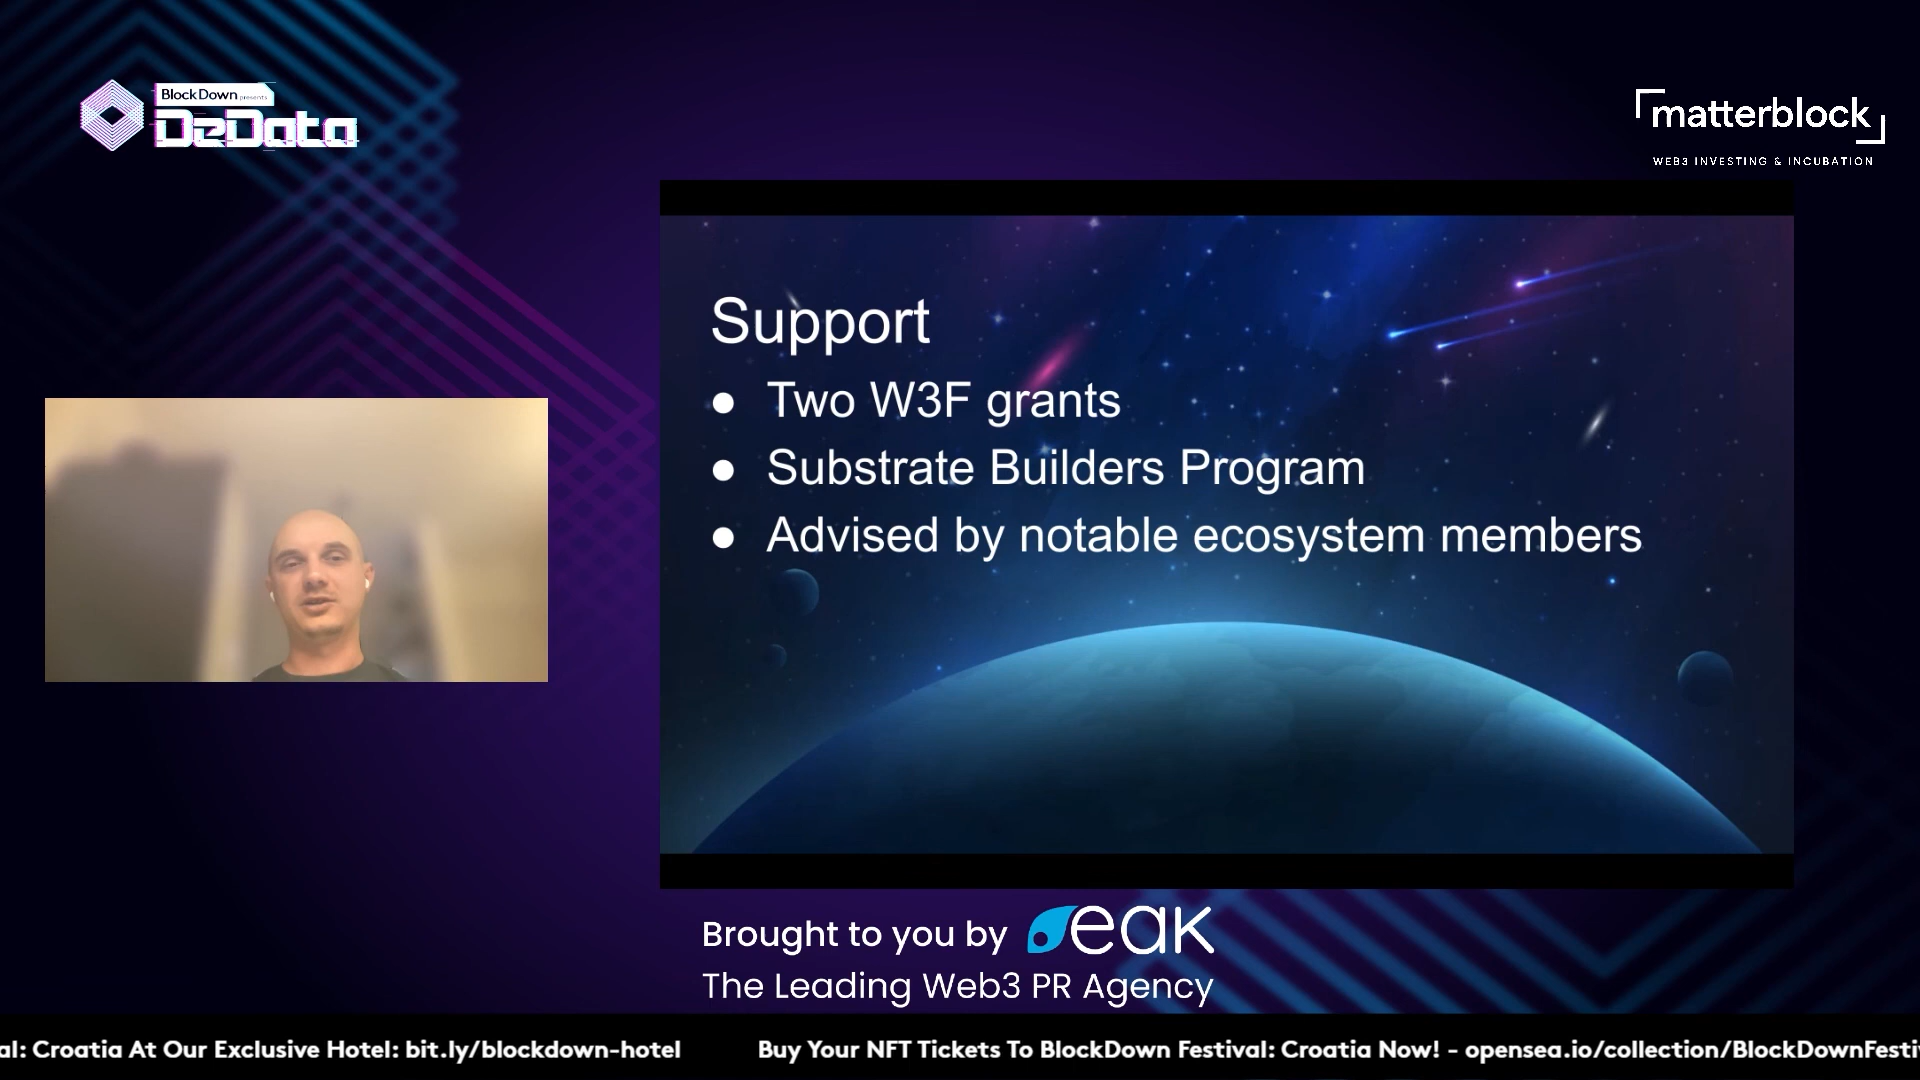 BlockDown presents
DeData
matterblock
WEB3 INVESTING & INCUBATION
Support
● Two W3F grants
● Substrate Builders Program
● Advised by notable ecosystem members
Brought to you by eak
The Leading Web3 PR Agency
al: Croatia At Our Exclusive Hotel: bit.ly/blockdown-hotel Buy Your NFT Tickets To BlockDown Festival: Croatia Now! - opensea.io/collection/BlockDownFestiv